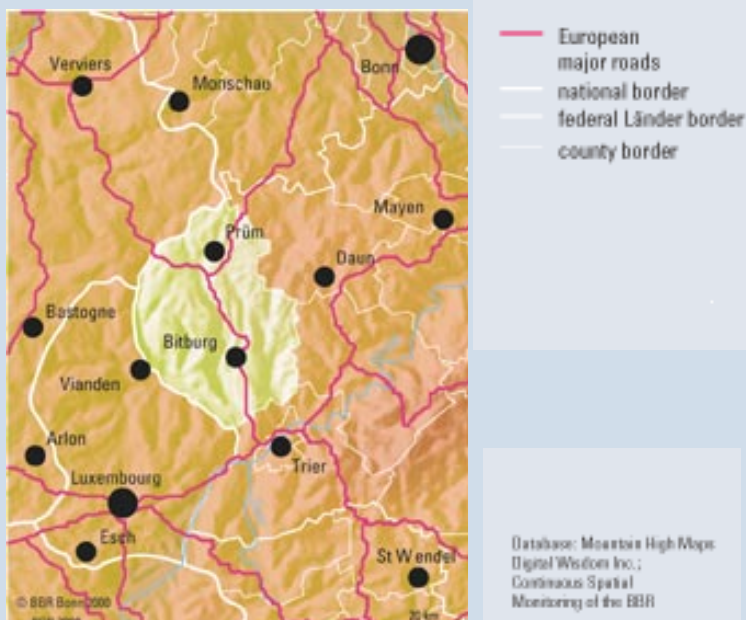 Verviers
Monschau
Bonn
Mayen
Prüm
Daun
Bastogne
Bitburg
Vianden
Arlon
Trier
Luxembourg
Esch
St Wendel
© BBR Bonn 2000
20 km
European
major roads
national border
federal Länder border
county border
Database: Mountain High Maps
Digital Wisdom Inc.;
Continuous Spatial
Monitoring of the BBR